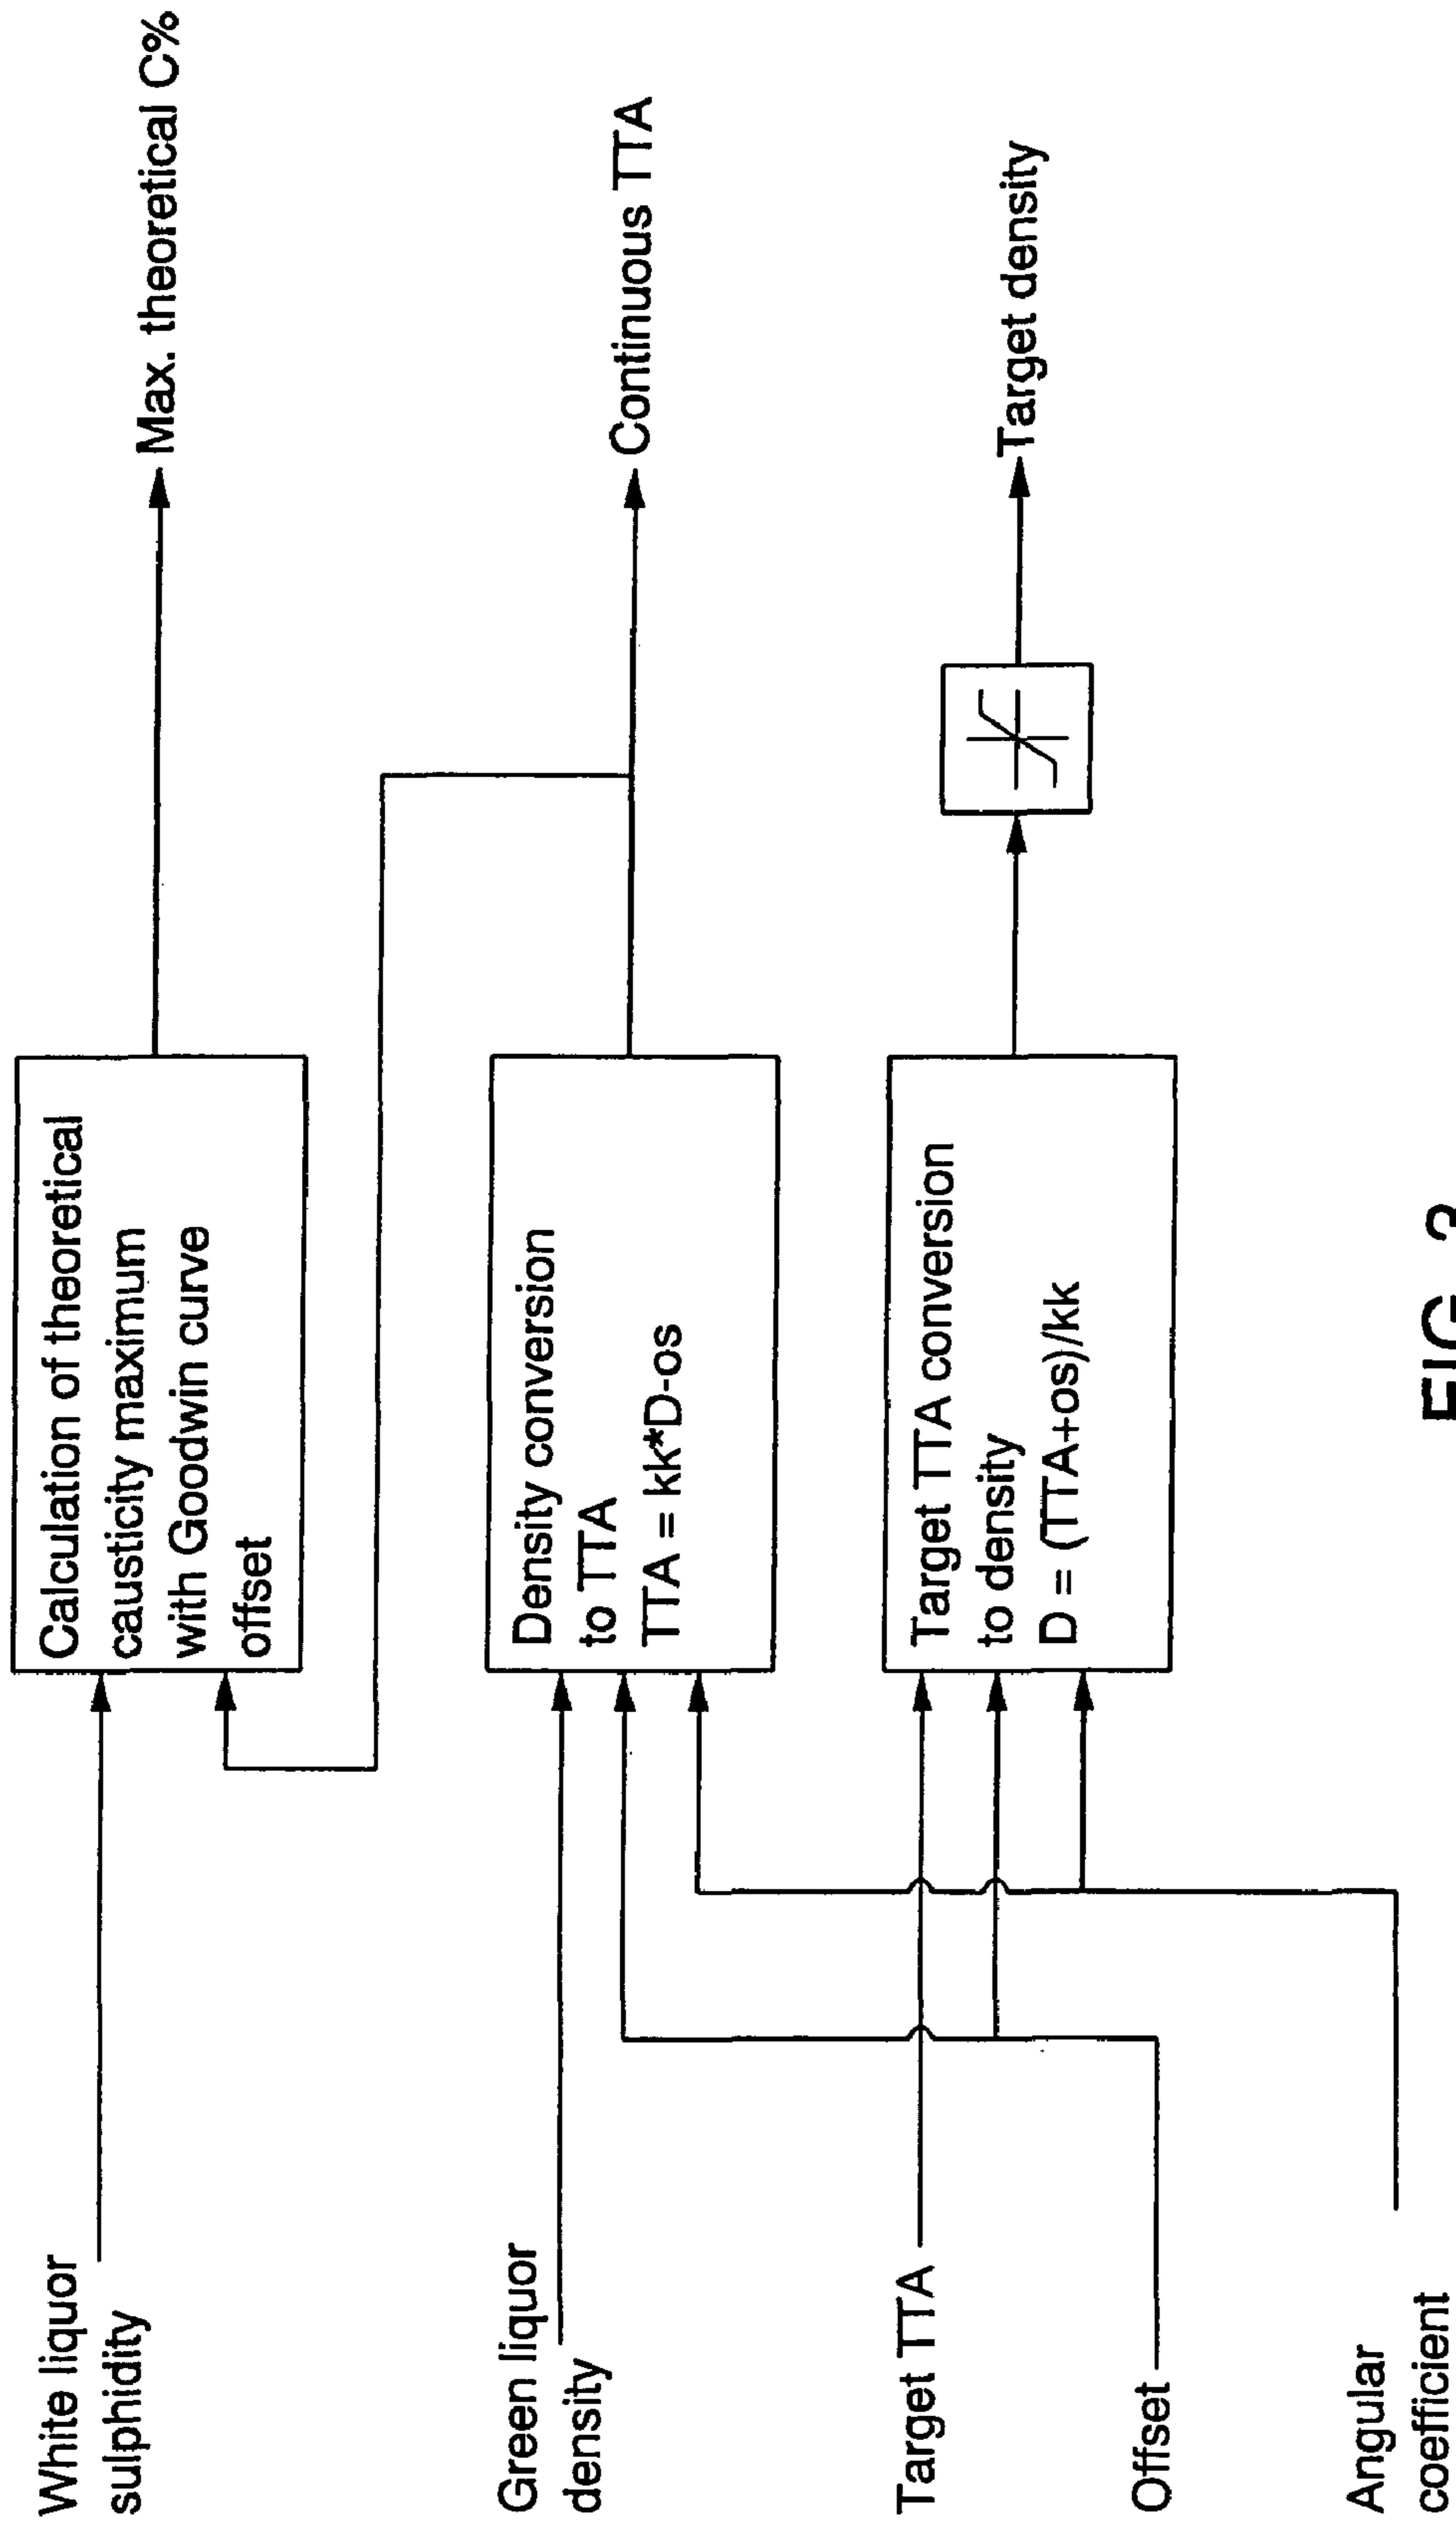 White liquor
sulphidity
Calculation of theoretical
causticity maximum
with Goodwin curve
offset
Max. theoretical C%
Green liquor
density
Density conversion
to TTA
TTA = kk*D-os
Continuous TTA
Target TTA
Target TTA conversion
to density
D = (TTA+os)/kk
Target density
Offset
Angular
coefficient
FIG.